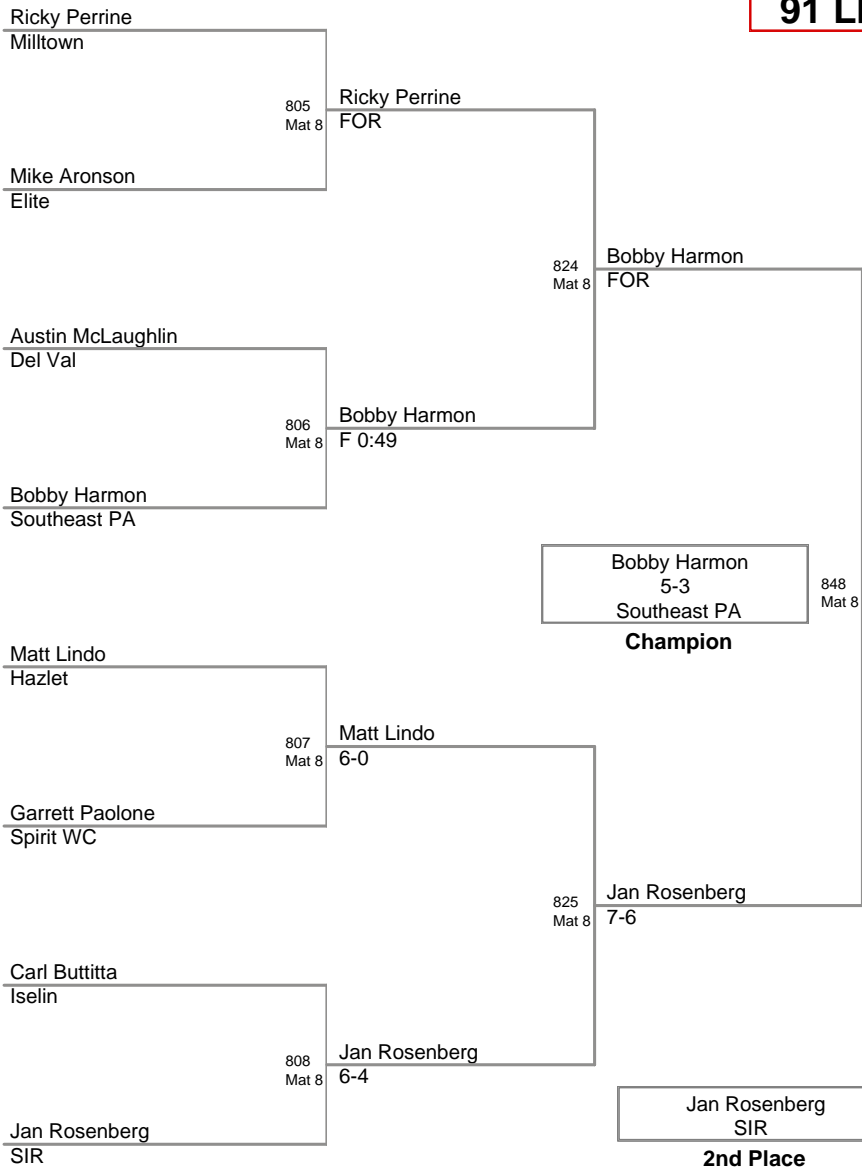 91
Ricky Perrine
Milltown
805
Mat 8
Ricky Perrine
FOR
Mike Aronson
Elite
824
Mat 8
Bobby Harmon
FOR
Austin McLaughlin
Del Val
806
Mat 8
Bobby Harmon
F 0:49
Bobby Harmon
Southeast PA
Bobby Harmon
5-3
Southeast PA
848
Mat 8
Champion
Matt Lindo
Hazlet
807
Mat 8
Matt Lindo
6-0
Garrett Paolone
Spirit WC
825
Mat 8
Jan Rosenberg
7-6
Carl Buttitta
Iselin
808
Mat 8
Jan Rosenberg
6-4
Jan Rosenberg
SIR
Jan Rosenberg
SIR
2nd Place